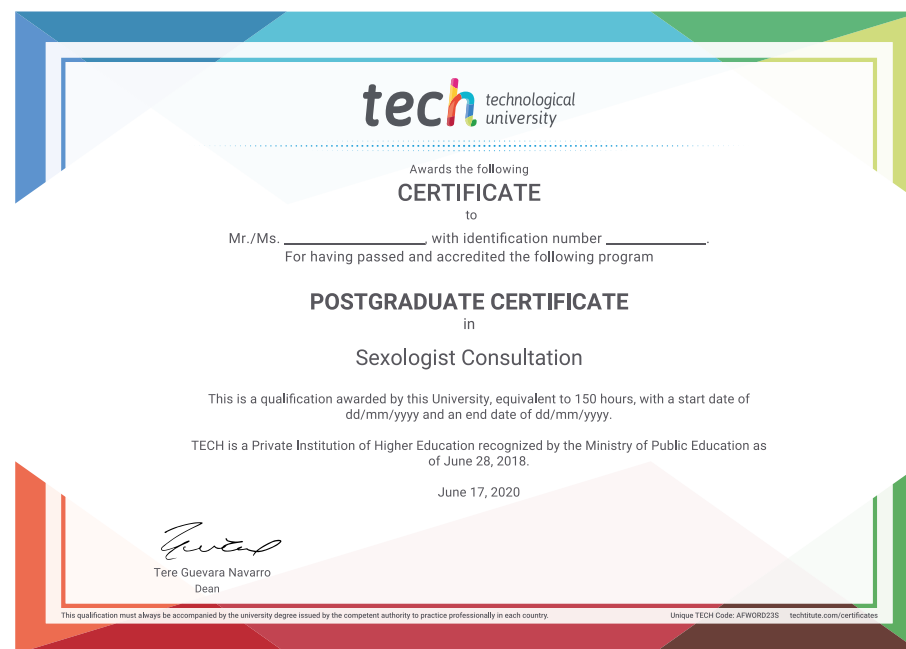 tech technological
university
Awards the following
CERTIFICATE
to
Mr./Ms. ____________________, with identification number ______________.
For having passed and accredited the following program
POSTGRADUATE CERTIFICATE
in
Sexologist Consultation
This is a qualification awarded by this University, equivalent to 150 hours, with a start date of
dd/mm/yyyy and an end date of dd/mm/yyyy.
TECH is a Private Institution of Higher Education recognized by the Ministry of Public Education as
of June 28, 2018.
June 17, 2020
Tere Guevara Navarro
Dean
This qualification must always be accompanied by the university degree issued by the competent authority to practice professionally in each country. Unique TECH Code: AFWORD23S techtitute.com/certificates